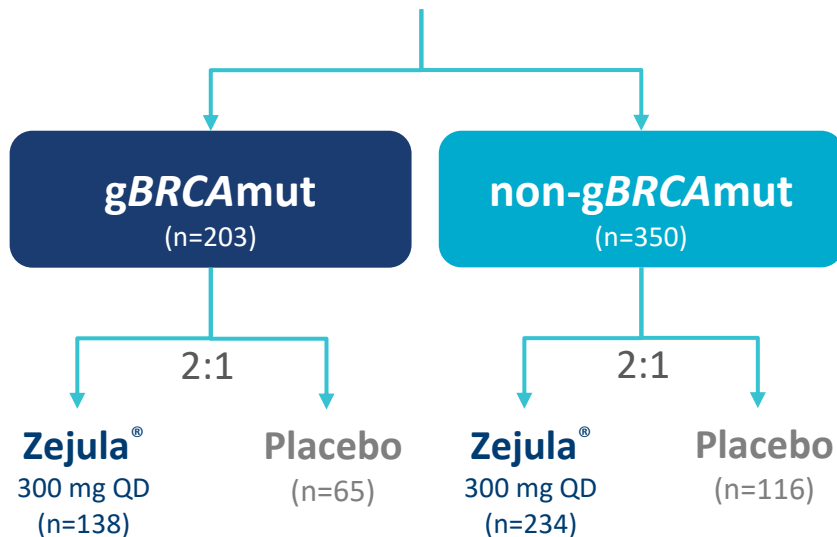 gBRCAmut
(n=203)
non-gBRCAmut
(n=350)
2:1
2:1
Zejula®
300 mg QD
(n=138)
Placebo
(n=65)
Zejula®
300 mg QD
(n=234)
Placebo
(n=116)